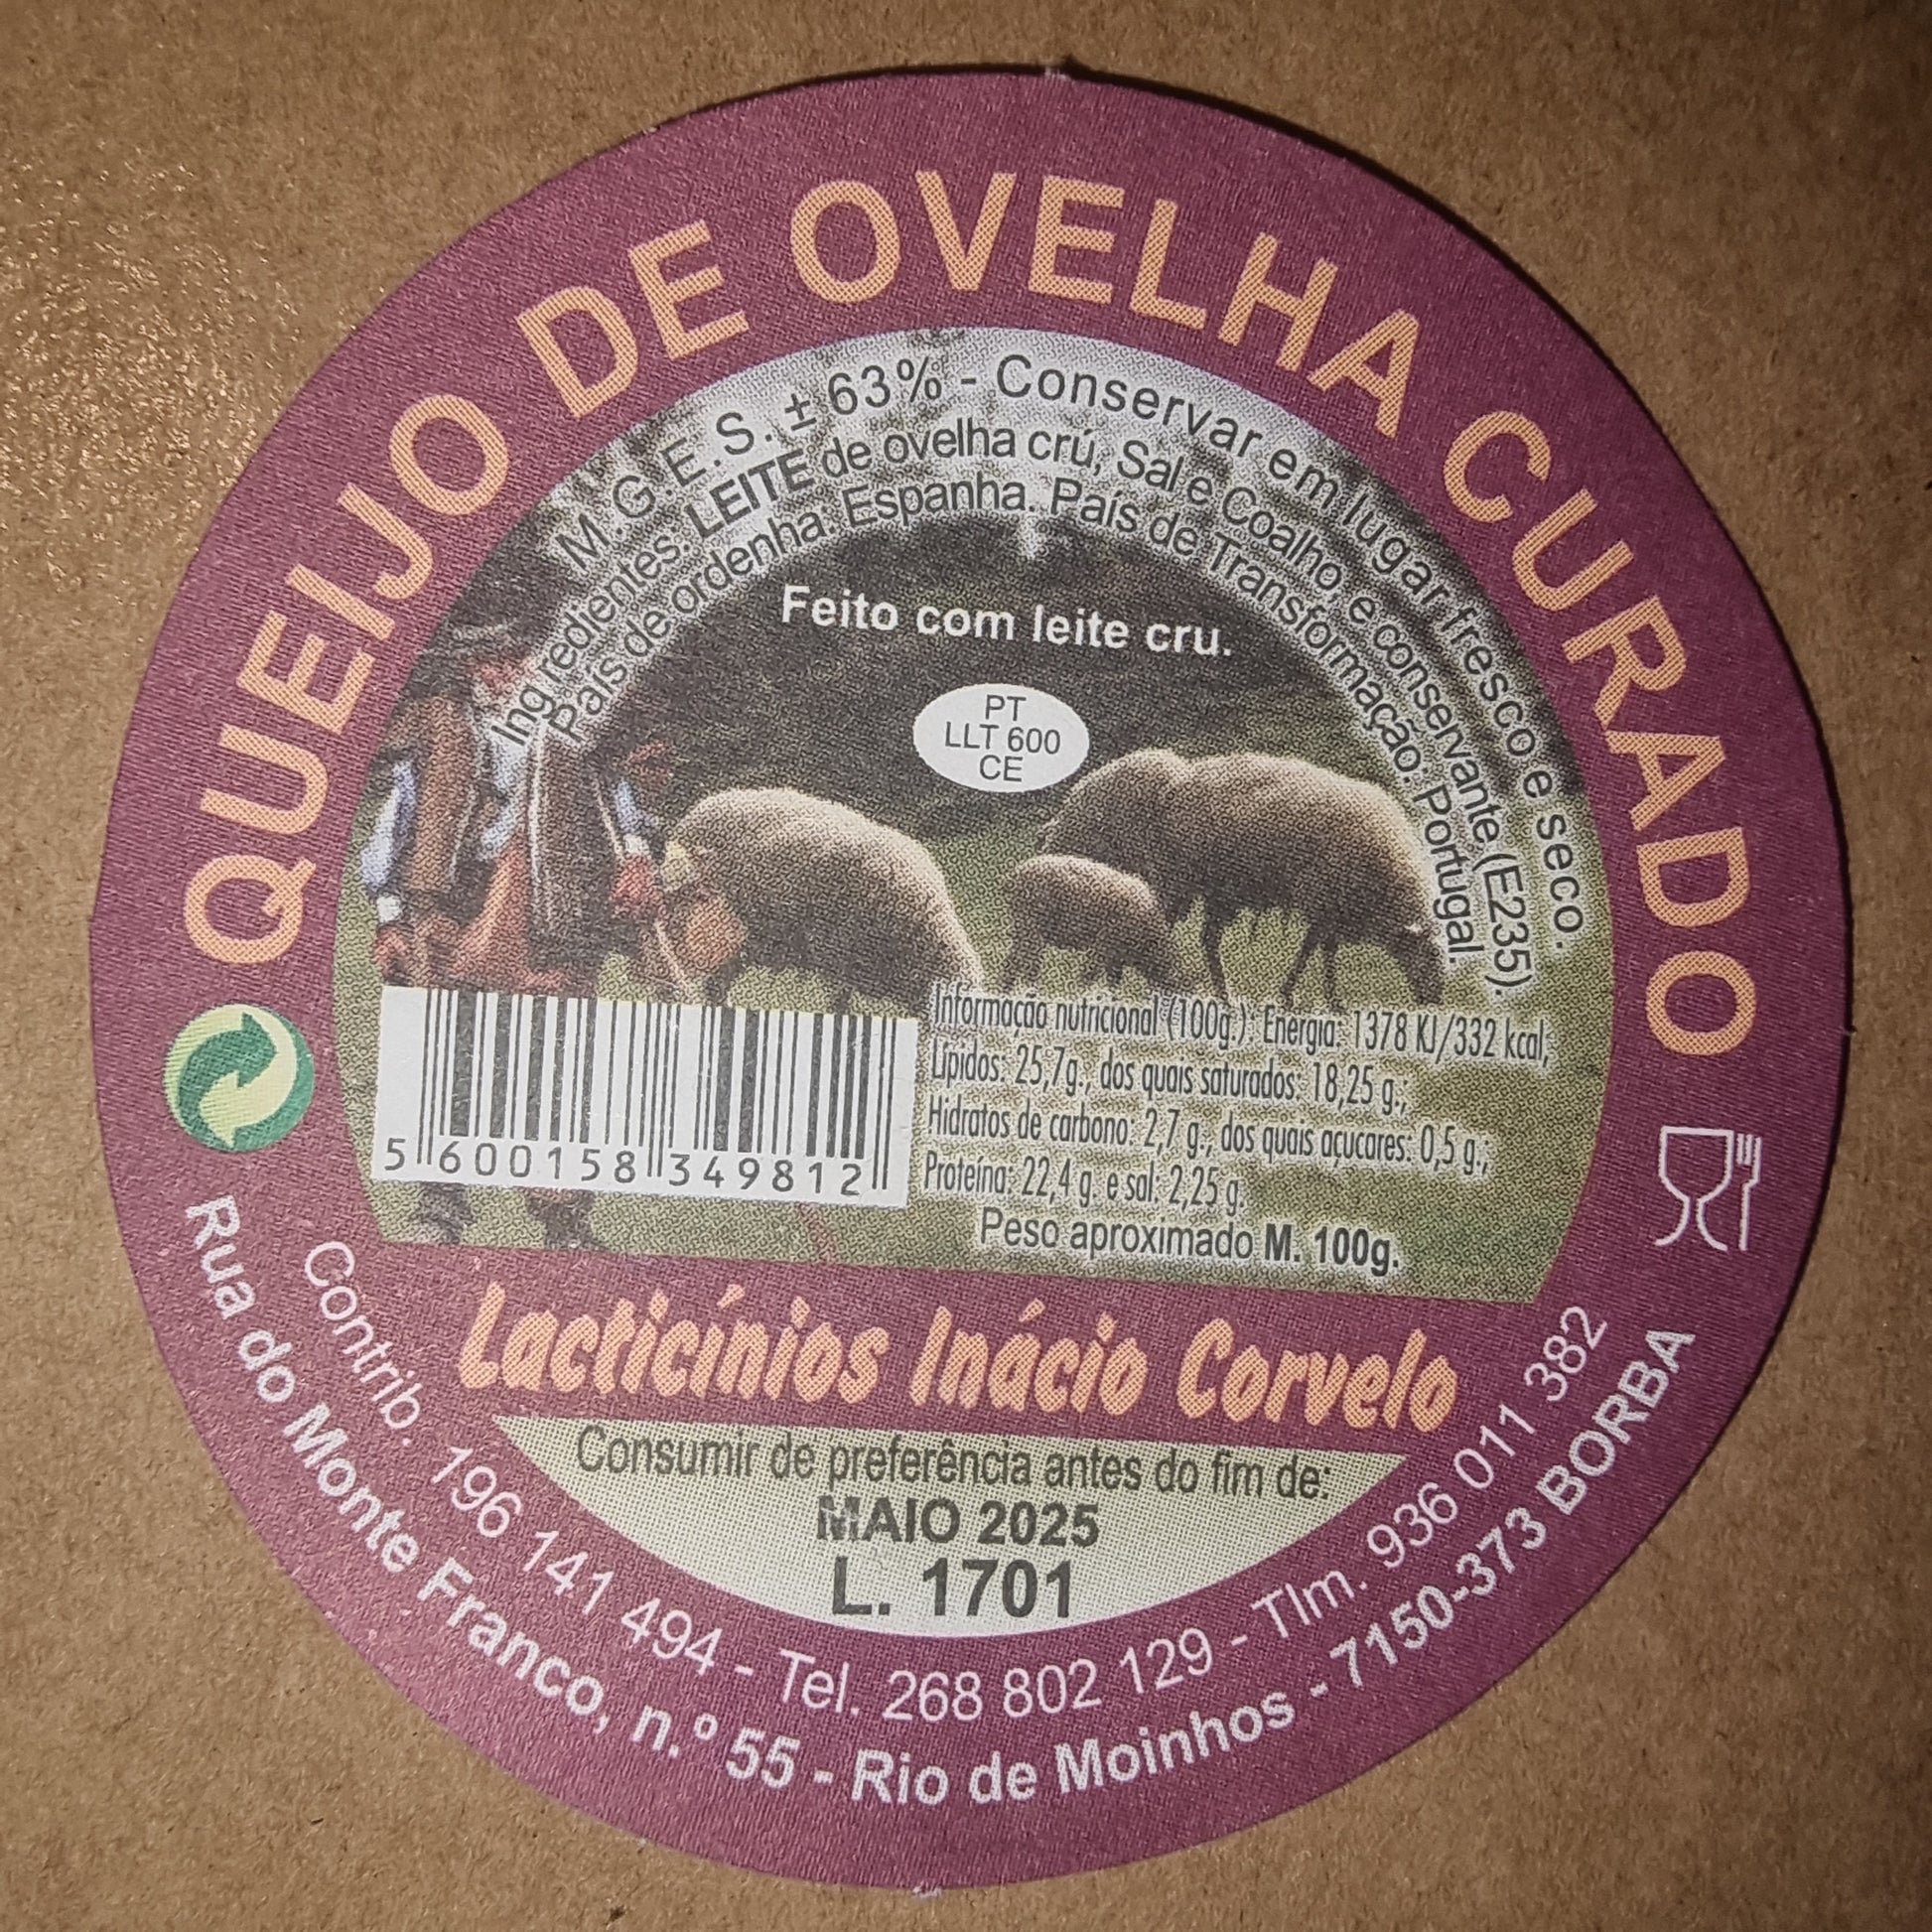 QUEIJO DE OVELHA CURADO
M.G.E.S. ± 63% - Conservar em lugar fresco e seco.
Ingredientes: LEITE de ovelha crú, Sal e Coalho, e conservante (E235).
País de ordenha: Espanha. País de Transformação: Portugal.
Feito com leite cru.
PT
LLT 600
CE
5 600158 349812
Informação nutricional (100g.): Energia: 1378 KJ/332 kcal,
Lípidos: 25,7g., dos quais saturados: 18,25 g.;
Hidratos de carbono: 2,7 g., dos quais açucares: 0,5 g.;
Proteína: 22,4 g. e sal: 2,25 g.
Peso aproximado M. 100g.
Lacticínios Inácio Corvelo
Consumir de preferência antes do fim de:
MAIO 2025
L. 1701
Contrib. 196 141 494 - Tel. 268 802 129 - Tlm. 936 011 382
Rua do Monte Franco, n.º 55 - Rio de Moinhos - 7150-373 BORBA